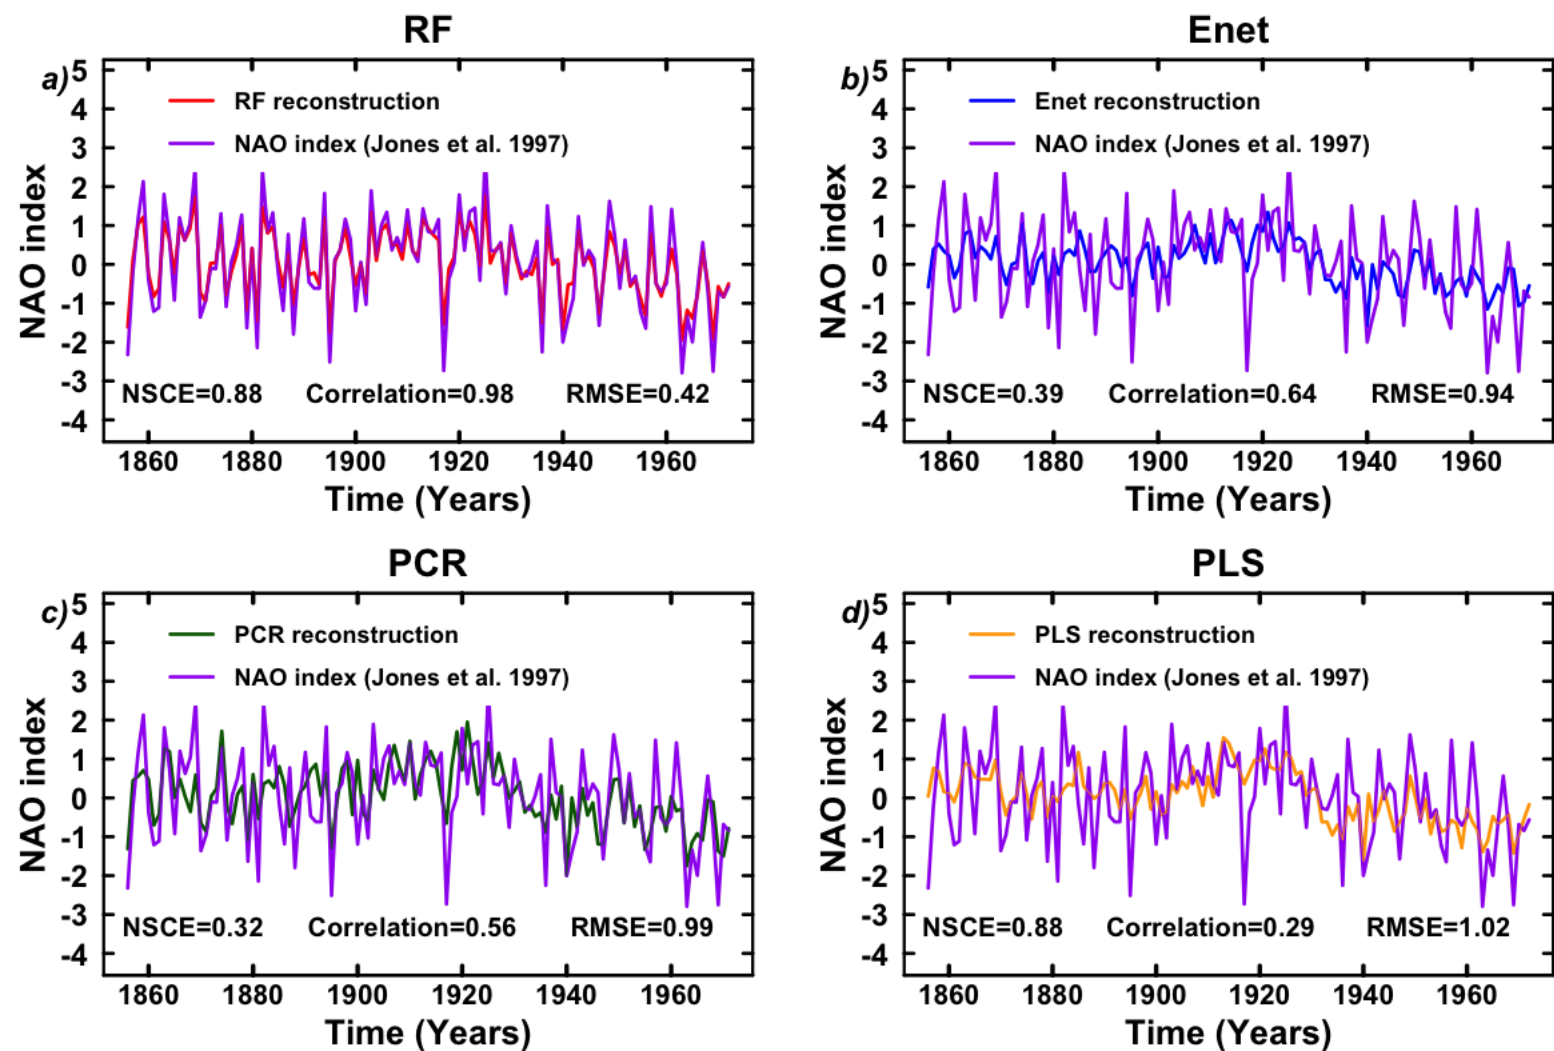 RF
a)
RF reconstruction
NAO index (Jones et al. 1997)
NAO index
5
4
3
2
1
0
-1
-2
-3
-4
NSCE=0.88 Correlation=0.98 RMSE=0.42
1860 1880 1900 1920 1940 1960
Time (Years)
Enet
b)
Enet reconstruction
NAO index (Jones et al. 1997)
NAO index
5
4
3
2
1
0
-1
-2
-3
-4
NSCE=0.39 Correlation=0.64 RMSE=0.94
1860 1880 1900 1920 1940 1960
Time (Years)
PCR
c)
PCR reconstruction
NAO index (Jones et al. 1997)
NAO index
5
4
3
2
1
0
-1
-2
-3
-4
NSCE=0.32 Correlation=0.56 RMSE=0.99
1860 1880 1900 1920 1940 1960
Time (Years)
PLS
d)
PLS reconstruction
NAO index (Jones et al. 1997)
NAO index
5
4
3
2
1
0
-1
-2
-3
-4
NSCE=0.88 Correlation=0.29 RMSE=1.02
1860 1880 1900 1920 1940 1960
Time (Years)